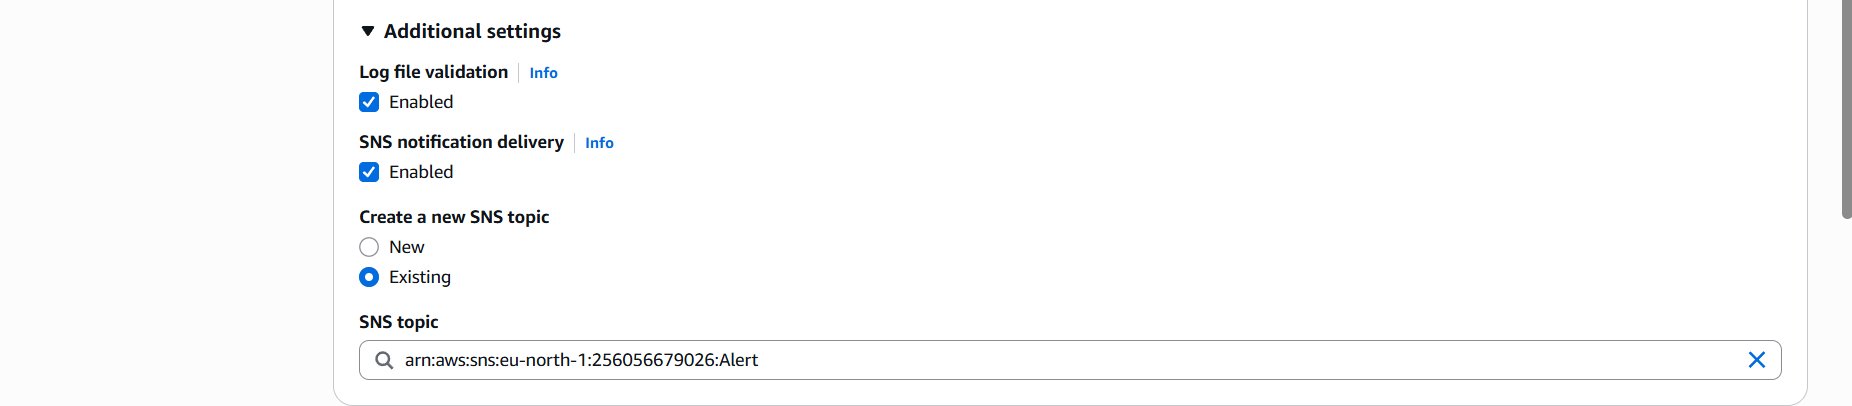 Additional settings
Log file validation Info
Enabled
SNS notification delivery Info
Enabled
Create a new SNS topic
New
Existing
SNS topic
arn:aws:sns:eu-north-1:256056679026:Alert